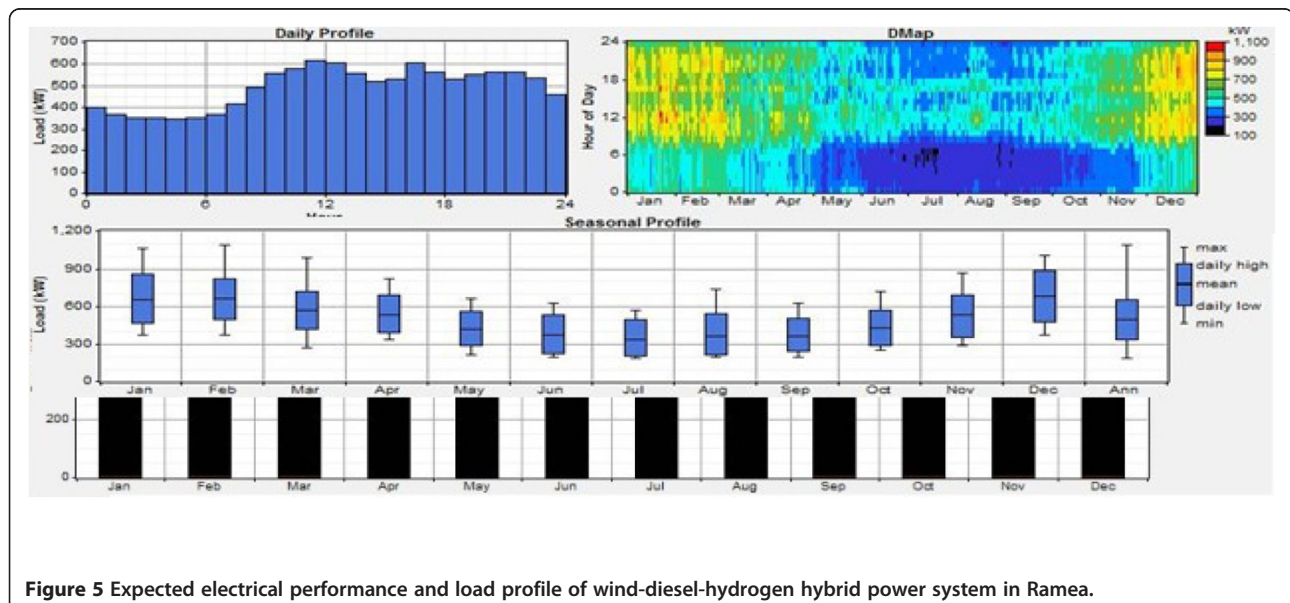 Daily Profile
700
600
500
400
300
200
100
0
Load (kW)
0 6 12 18 24
DMap
24
18
12
6
0
Hour of Day
Jan Feb Mar Apr May Jun Jul Aug Sep Oct Nov Dec
kW
1,100
900
700
500
300
100
Seasonal Profile
1,200
900
600
300
0
Load (kW)
Jan Feb Mar Apr May Jun Jul Aug Sep Oct Nov Dec Ann
max
daily high
mean
daily low
min
200
0
Jan Feb Mar Apr May Jun Jul Aug Sep Oct Nov Dec
Figure 5 Expected electrical performance and load profile of wind-diesel-hydrogen hybrid power system in Ramea.